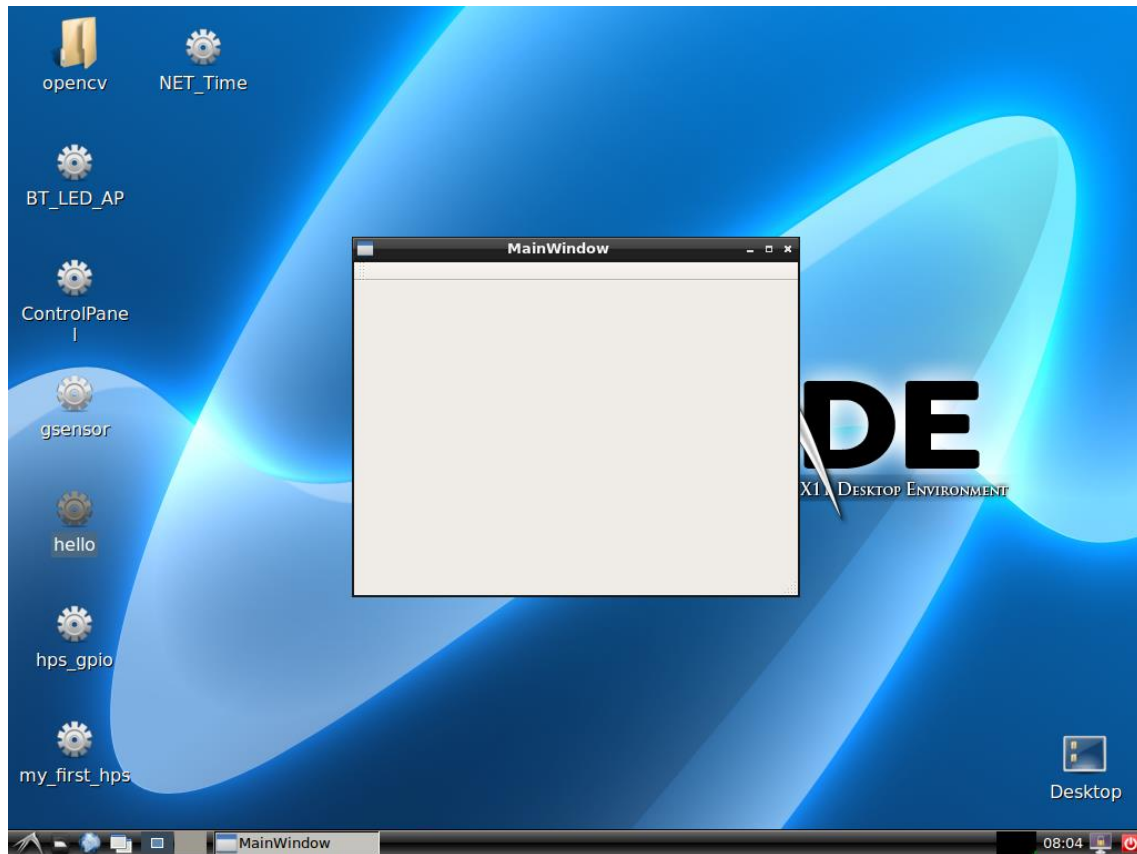 opencv
NET_Time
BT_LED_AP
ControlPane
l
gsensor
hello
hps_gpio
my_first_hps
MainWindow
DE
X11 DESKTOP ENVIRONMENT
Desktop
MainWindow
08:04